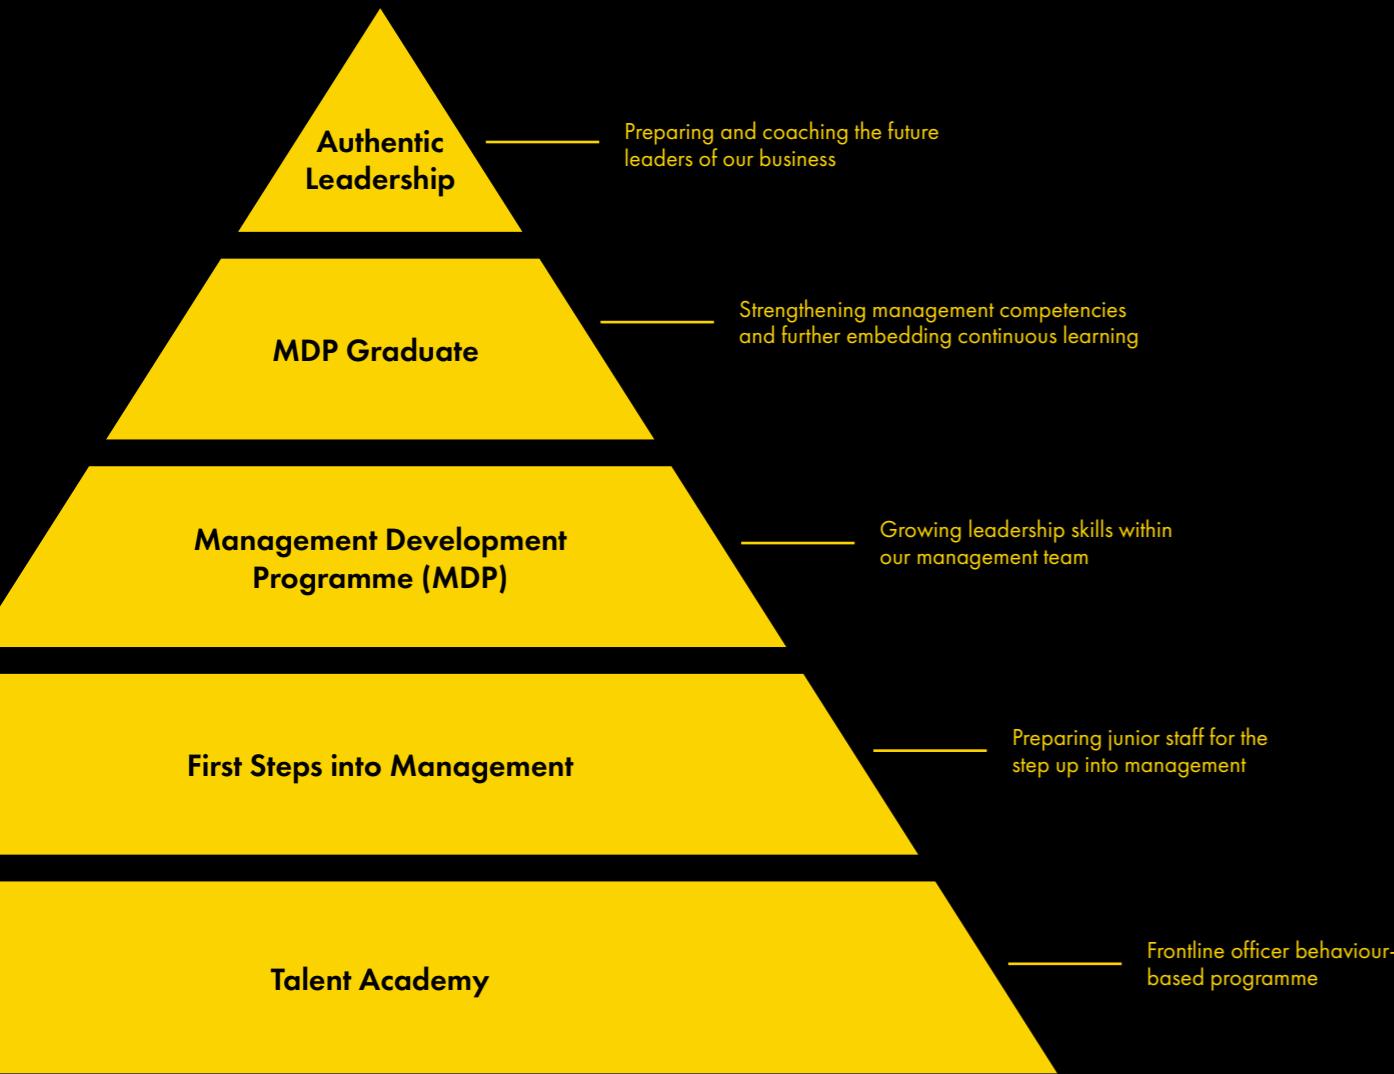 Authentic
Leadership
Preparing and coaching the future
leaders of our business
MDP Graduate
Strengthening management competencies
and further embedding continuous learning
Management Development
Programme (MDP)
Growing leadership skills within
our management team
First Steps into Management
Preparing junior staff for the
step up into management
Talent Academy
Frontline officer behaviour-
based programme